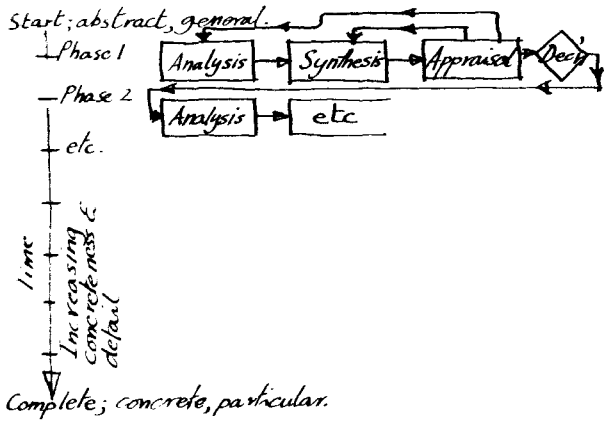 Start; abstract, general.
Phase 1
Analysis
Synthesis
Appraisal
Dec'n
Phase 2
Analysis
etc
etc.
Time
Increasing
concreteness &
detail
Complete; concrete, particular.